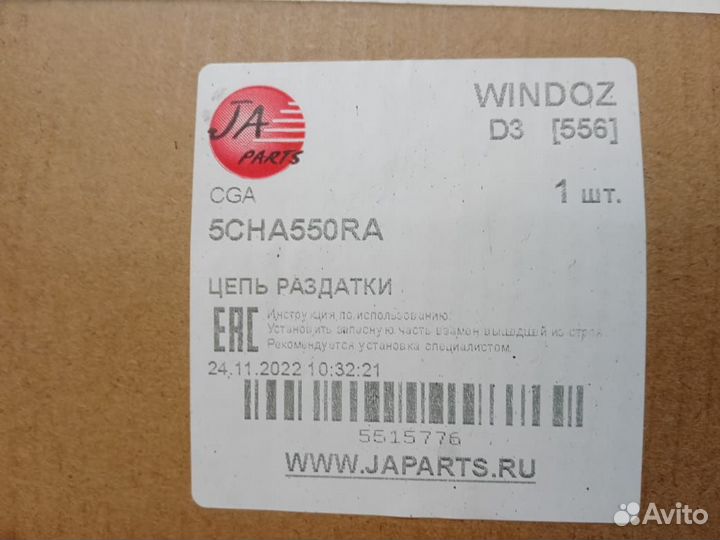 JA
PARTS
WINDOZ
D3 [556]
CGA
1 шт.
5CHA550RA
ЦЕПЬ РАЗДАТКИ
EAC
Инструкция по использованию:
Установить запасную часть взамен вышедшей из строя.
Рекомендуется установка специалистом.
24.11.2022 10:32:21
5515776
WWW.JAPARTS.RU
Avito